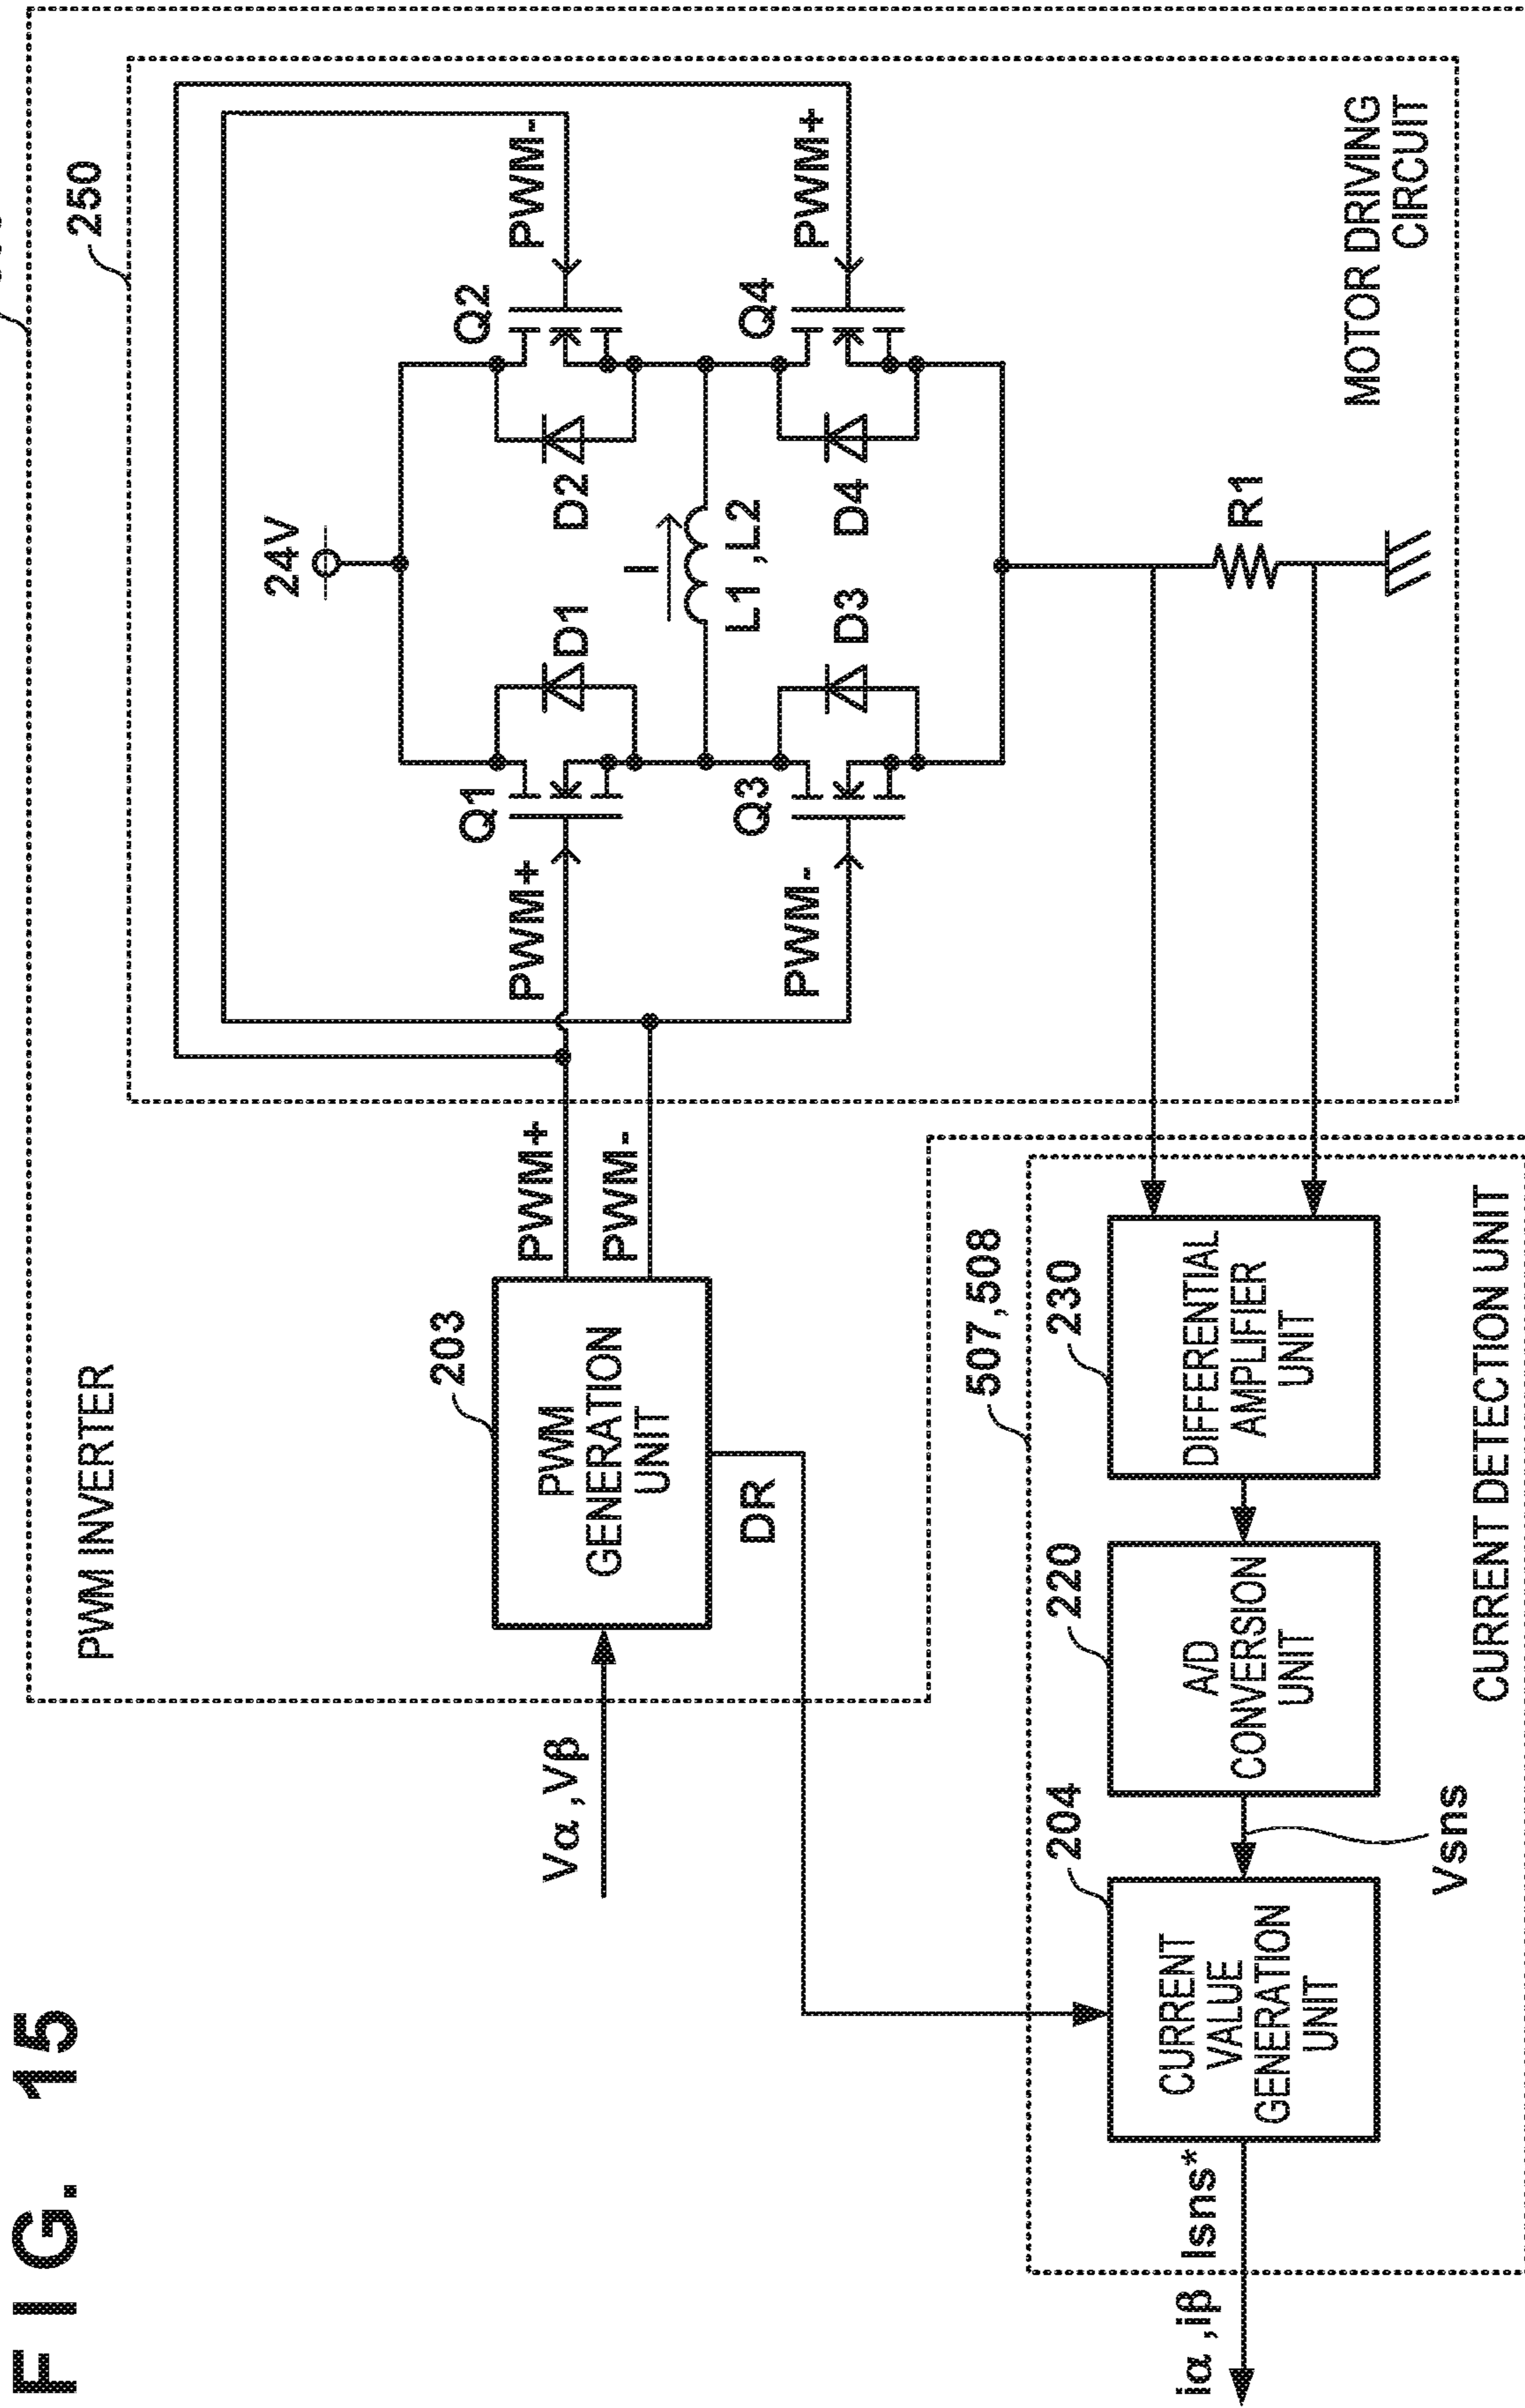 FIG. 15
PWM INVERTER
250
Vα ,Vβ
203
PWM
GENERATION
UNIT
PWM+
PWM-
DR
24V
PWM+
Q1
D1
PWM-
Q2
D2
I
L1 ,L2
PWM-
Q3
D3
PWM+
Q4
D4
R1
MOTOR DRIVING
CIRCUIT
507,508
204
CURRENT
VALUE
GENERATION
UNIT
220
A/D
CONVERSION
UNIT
230
DIFFERENTIAL
AMPLIFIER
UNIT
iα ,iβ Isns*
Vsns
CURRENT DETECTION UNIT